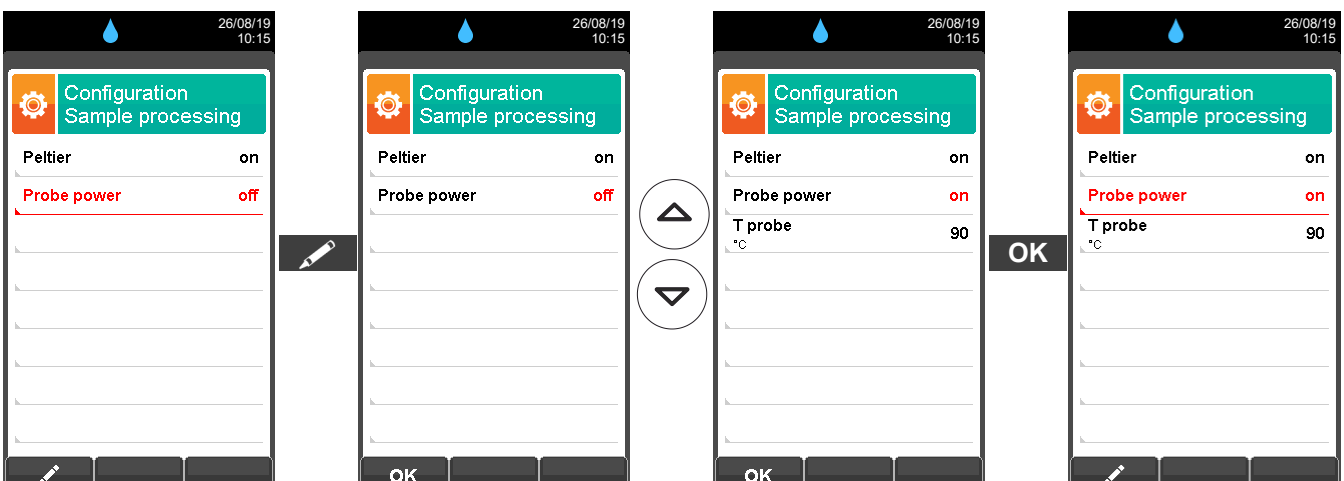 26/08/19
10:15
Configuration
Sample processing
Peltier on
Probe power off
26/08/19
10:15
Configuration
Sample processing
Peltier on
Probe power off
OK
26/08/19
10:15
Configuration
Sample processing
Peltier on
Probe power on
T probe 90
°C
OK
OK
26/08/19
10:15
Configuration
Sample processing
Peltier on
Probe power on
T probe 90
°C